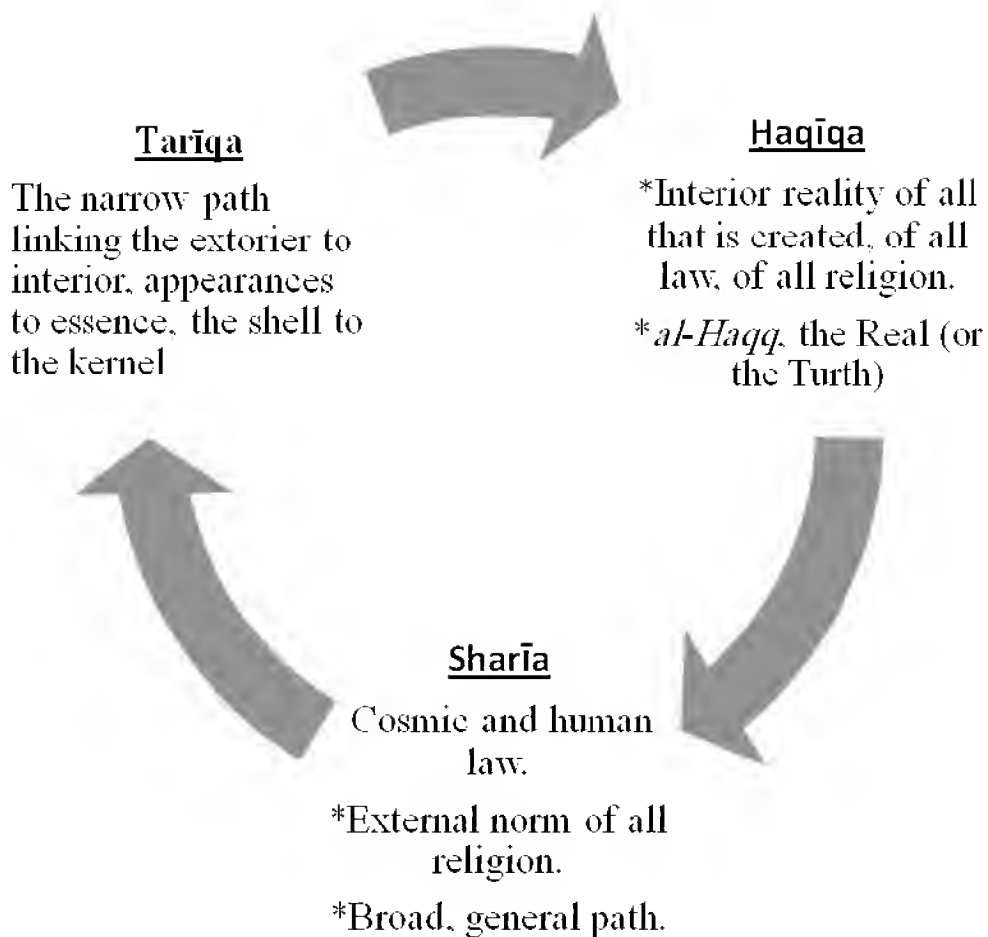 Tarīqa
The narrow path
linking the extorier to
interior, appearances
to essence, the shell to
the kernel
Haqīqa
*Interior reality of all
that is created, of all
law, of all religion.
*al-Haqq, the Real (or
the Turth)
Sharīa
Cosmic and human
law.
*External norm of all
religion.
*Broad, general path.